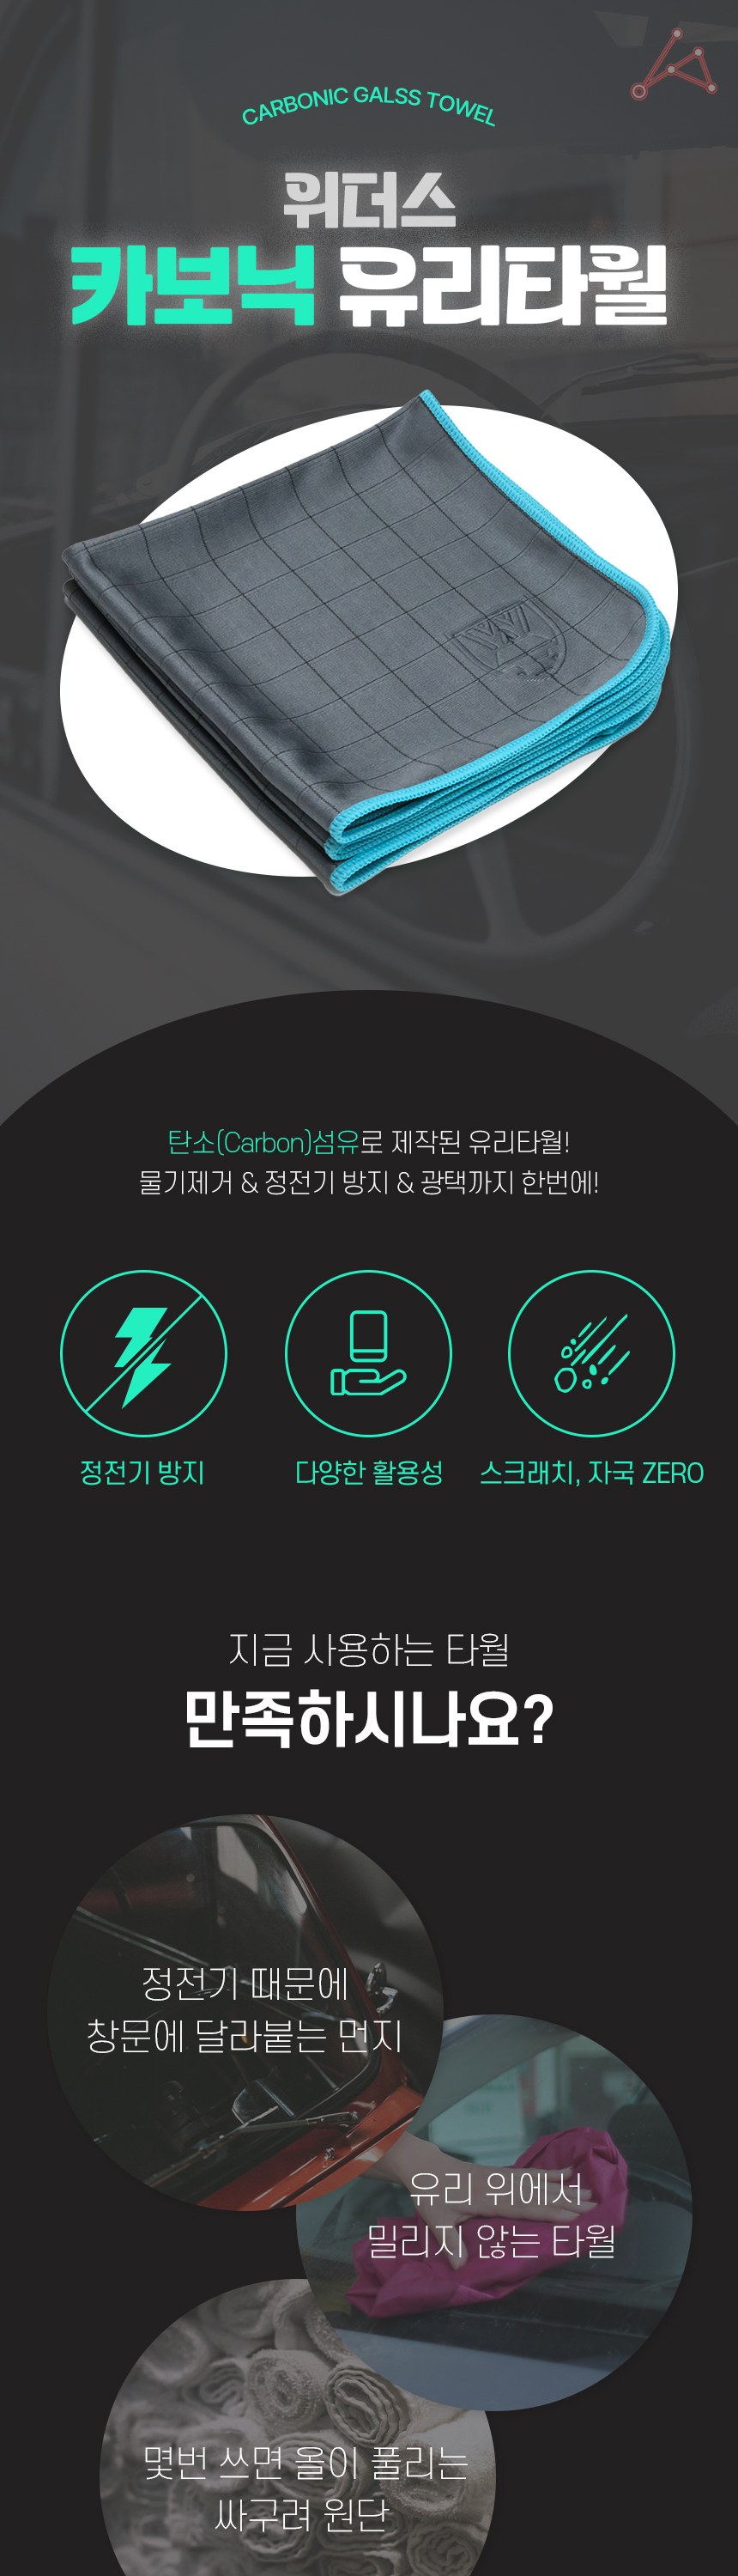 CARBONIC GALSS TOWEL
위더스
카보닉 유리타월
W
탄소(Carbon)섬유로 제작된 유리타월!
물기제거 & 정전기 방지 & 광택까지 한번에!
정전기 방지
다양한 활용성
스크래치, 자국 ZERO
지금 사용하는 타월
만족하시나요?
정전기 때문에
창문에 달라붙는 먼지
유리 위에서
밀리지 않는 타월
몇번 쓰면 올이 풀리는
싸구려 원단